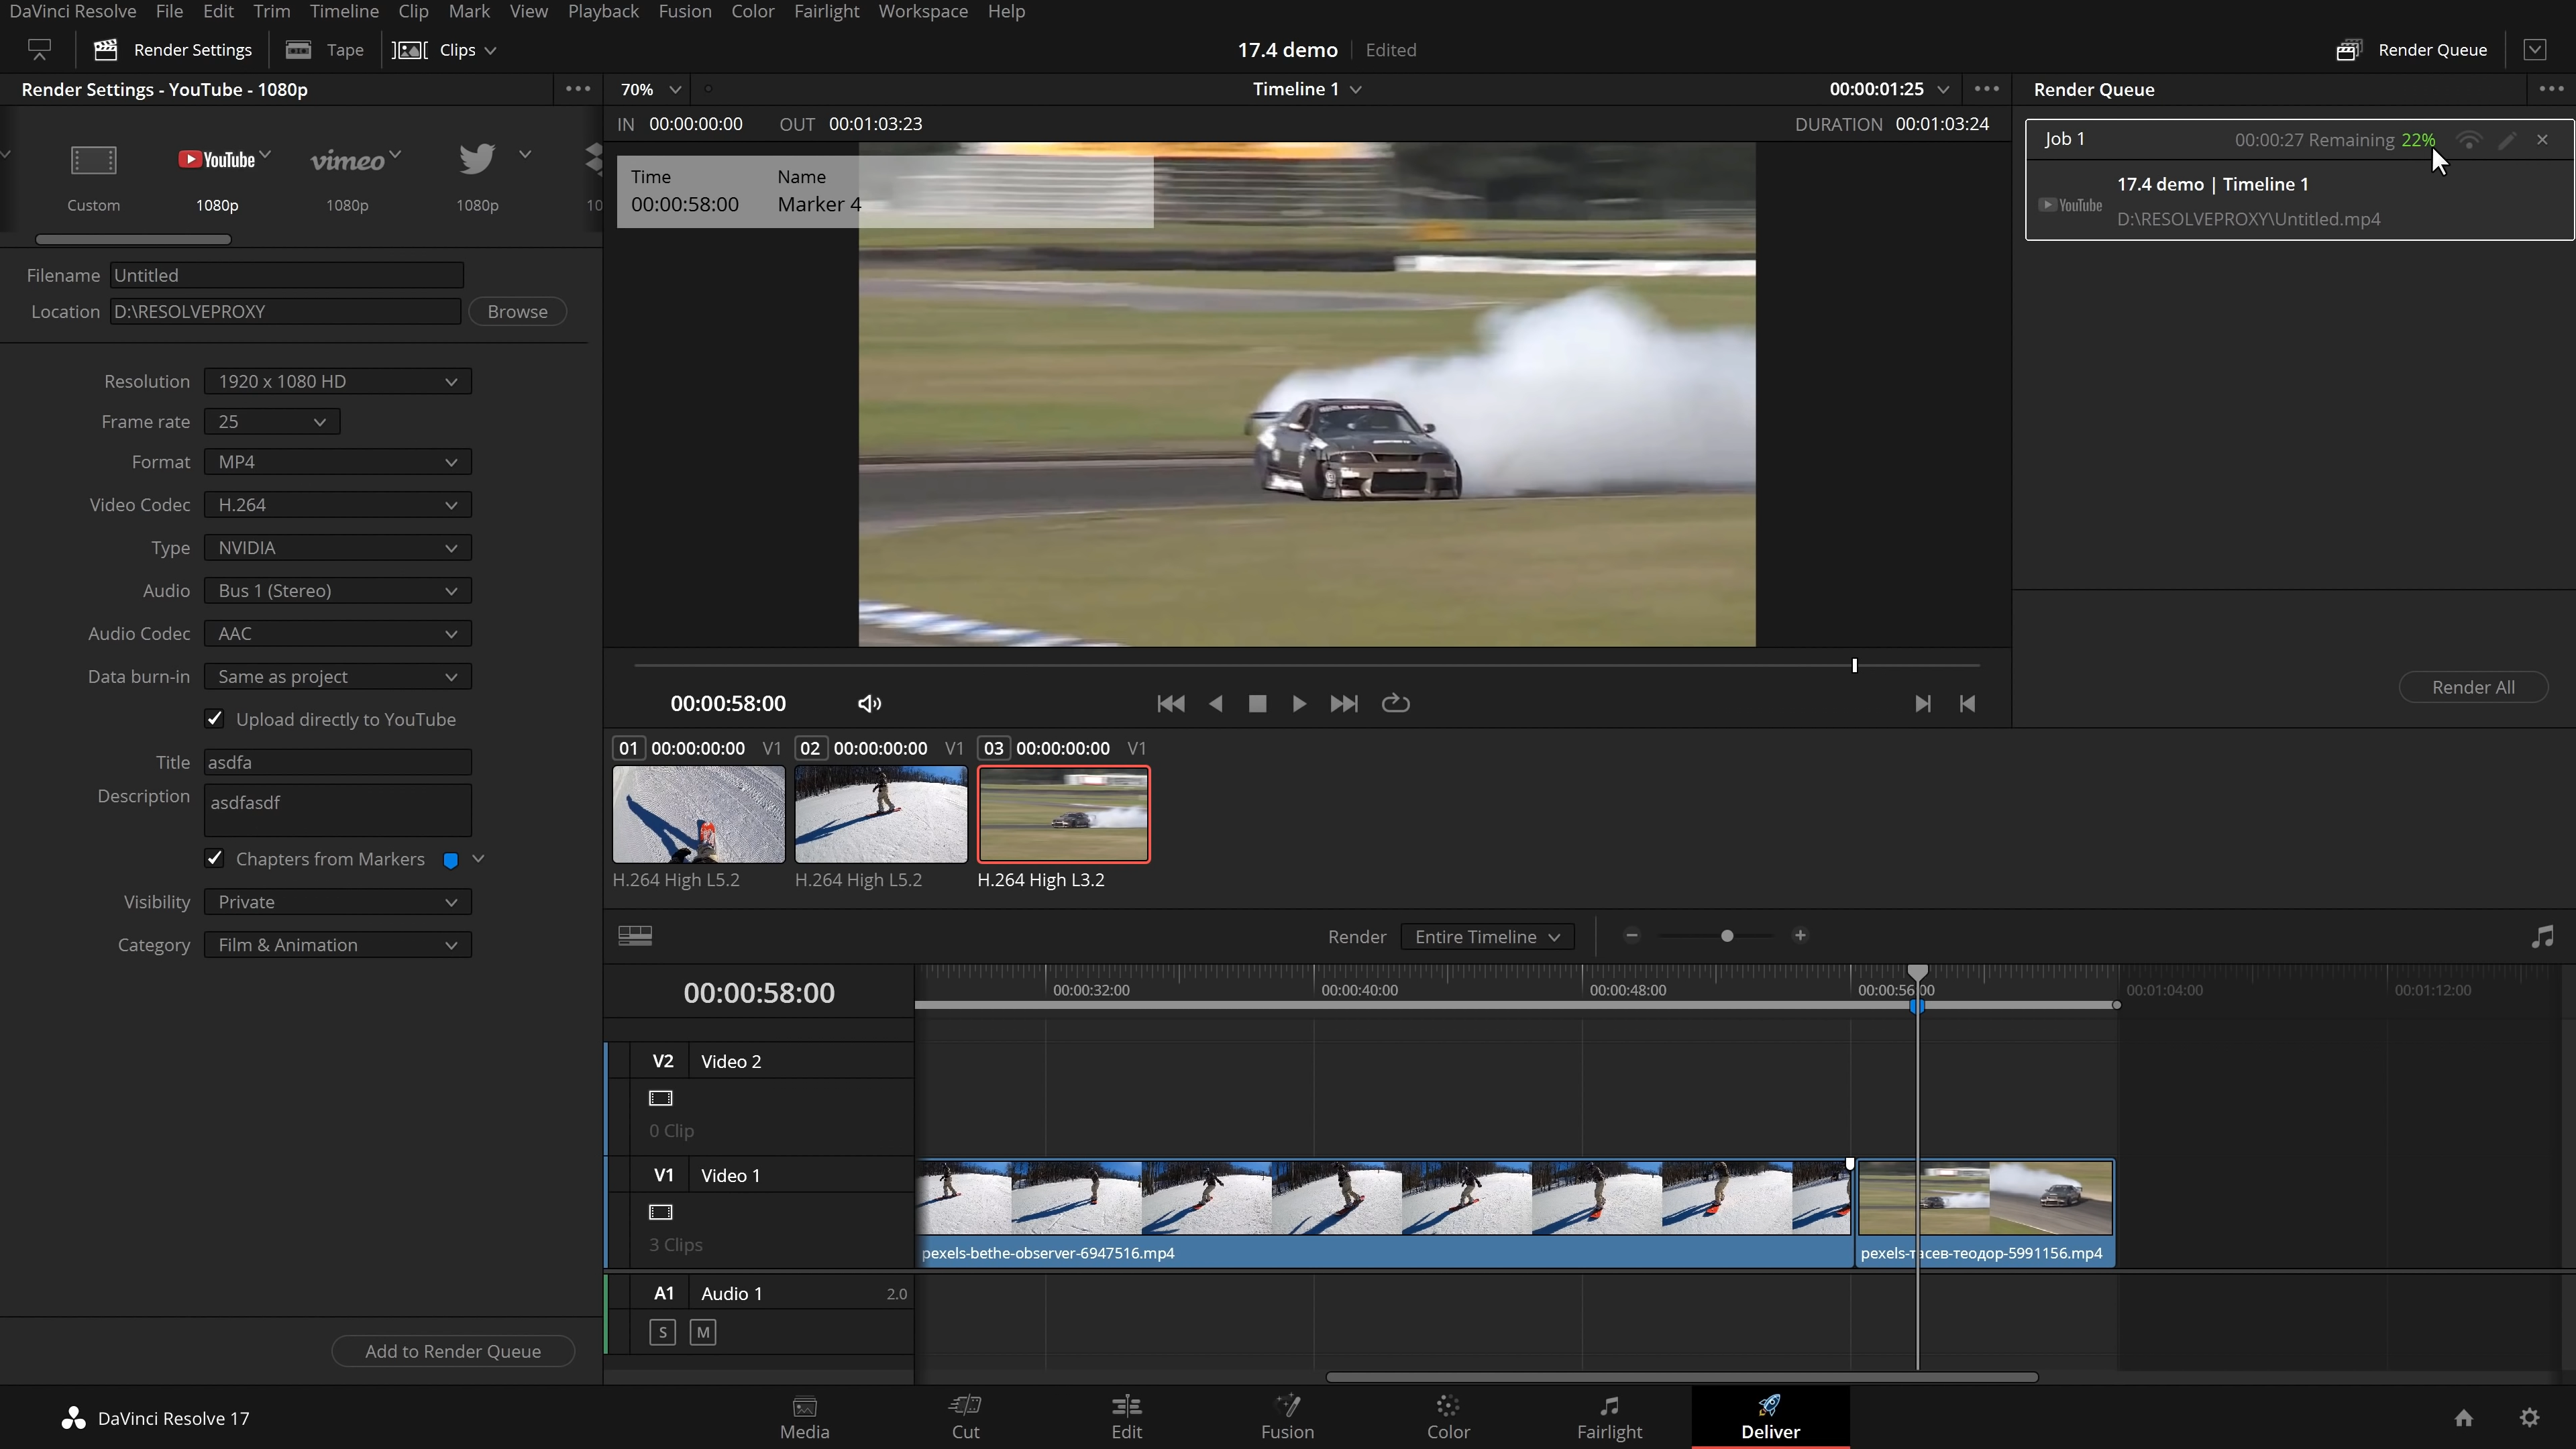 DaVinci Resolve File Edit Trim Timeline Clip Mark View Playback Fusion Color Fairlight Workspace Help
Render Settings Tape Clips 17.4 demo Edited Render Queue
Render Settings - YouTube - 1080p
70% Timeline 1 00:00:01:25
Render Queue
IN 00:00:00:00 OUT 00:01:03:23 DURATION 00:01:03:24
YouTube vimeo
Custom 1080p 1080p 1080p 10
Filename Untitled
Location D:\RESOLVEPROXY Browse
Resolution 1920 x 1080 HD
Frame rate 25
Format MP4
Video Codec H.264
Type NVIDIA
Audio Bus 1 (Stereo)
Audio Codec AAC
Data burn-in Same as project
Upload directly to YouTube
Title asdfa
Description asdfasdf
Chapters from Markers
Visibility Private
Category Film & Animation
Add to Render Queue
Time Name
00:00:58:00 Marker 4
00:00:58:00
Job 1 00:00:27 Remaining 22%
17.4 demo | Timeline 1
YouTube
D:\RESOLVEPROXY\Untitled.mp4
Render All
01 00:00:00:00 V1 02 00:00:00:00 V1 03 00:00:00:00 V1
H.264 High L5.2 H.264 High L5.2 H.264 High L3.2
Render Entire Timeline
00:00:58:00
00:00:32:00 00:00:40:00 00:00:48:00 00:00:56:00 00:01:04:00 00:01:12:00
V2 Video 2
0 Clip
V1 Video 1
3 Clips
pexels-bethe-observer-6947516.mp4 pexels-тасев-теодор-5991156.mp4
A1 Audio 1 2.0
S M
DaVinci Resolve 17
Media Cut Edit Fusion Color Fairlight Deliver